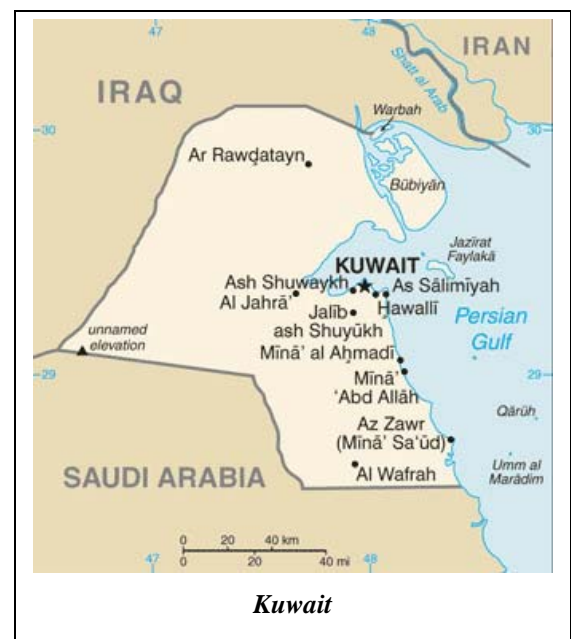 47
48
IRAN
IRAQ
Shatt al Arab
Warbah
30
30
Ar Rawḑatayn
Būbiyān
Jazīrat
Faylakā
KUWAIT
Ash Shuwaykh
As Sālimīyah
Al Jahrā'
Ḩawallī
Jalīb
ash Shuyūkh
Persian
Gulf
unnamed
elevation
Mīnā' al Aḩmadī
29
29
Mīnā'
'Abd Allāh
Qārūh
Az Zawr
(Mīnā' Sa'ūd)
Umm al
Marādim
SAUDI ARABIA
Al Wafrah
0 20 40 km
0 20 40 mi
47
48
Kuwait